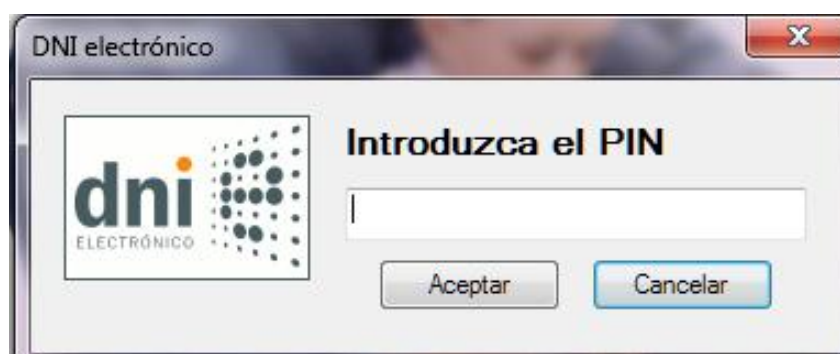 DNI electrónico
dni
ELECTRÓNICO
Introduzca el PIN
Aceptar
Cancelar